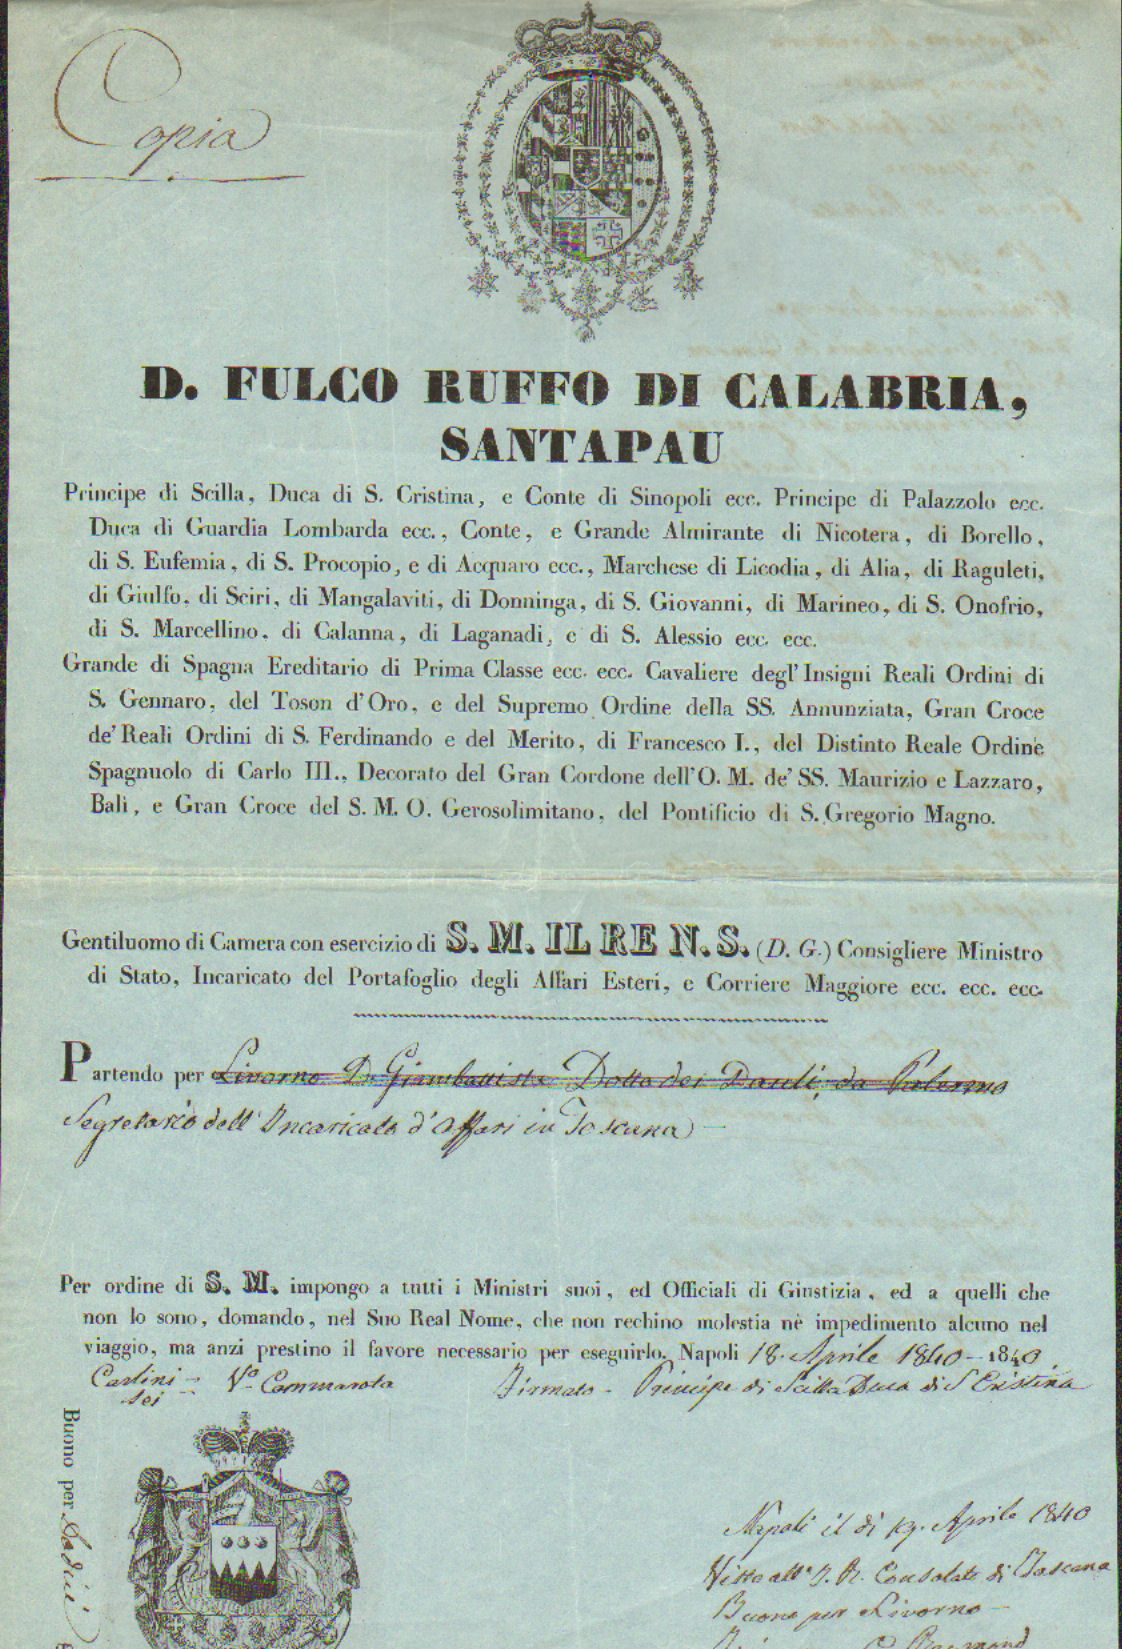 Copia
D. FULCO RUFFO DI CALABRIA,
SANTAPAU
Principe di Scilla, Duca di S. Cristina, e Conte di Sinopoli ecc. Principe di Palazzolo ecc.
Duca di Guardia Lombarda ecc., Conte, e Grande Almirante di Nicotera, di Borello,
di S. Eufemia, di S. Procopio, e di Acquaro ecc., Marchese di Licodia, di Alia, di Raguleti,
di Giulfo, di Sciri, di Mangalaviti, di Donninga, di S. Giovanni, di Marineo, di S. Onofrio,
di S. Marcellino, di Calanna, di Laganadi, e di S. Alessio ecc. ecc.
Grande di Spagna Ereditario di Prima Classe ecc. ecc. Cavaliere degl' Insigni Reali Ordini di
S. Gennaro, del Toson d'Oro, e del Supremo Ordine della SS. Annunziata, Gran Croce
de' Reali Ordini di S. Ferdinando e del Merito, di Francesco I., del Distinto Reale Ordine
Spagnuolo di Carlo III., Decorato del Gran Cordone dell'O. M. de' SS. Maurizio e Lazzaro,
Balì, e Gran Croce del S. M. O. Gerosolimitano, del Pontificio di S. Gregorio Magno.
Gentiluomo di Camera con esercizio di S. M. IL RE N. S. (D. G.) Consigliere Ministro
di Stato, Incaricato del Portafoglio degli Affari Esteri, e Corriere Maggiore ecc. ecc. ecc.
Partendo per Livorno D. Giambattista Dotto dei Dauli, da Palermo
Segretario dell' Incaricato d'Affari in Toscana
Per ordine di S. M. impongo a tutti i Ministri suoi, ed Officiali di Giustizia, ed a quelli che
non lo sono, domando, nel Suo Real Nome, che non rechino molestia nè impedimento alcuno nel
viaggio, ma anzi prestino il favore necessario per eseguirlo. Napoli 18. Aprile 1840 - 1840.
Carlini - Vo Cammarota Firmato - Principe di Scilla Duca di S Cristina
Buono per
Napoli il dì 19. Aprile 1840
Visto all' I. R. Consolato di Toscana
Buono per Livorno